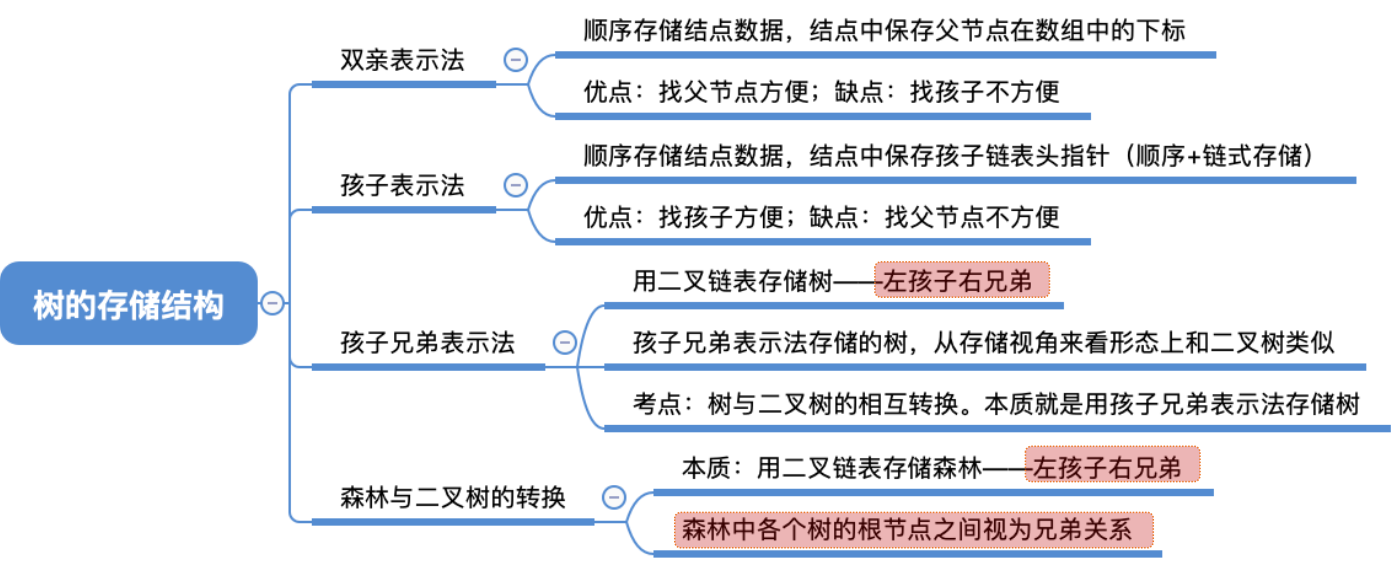 树的存储结构
双亲表示法
顺序存储结点数据，结点中保存父节点在数组中的下标
优点：找父节点方便；缺点：找孩子不方便
孩子表示法
顺序存储结点数据，结点中保存孩子链表头指针（顺序+链式存储）
优点：找孩子方便；缺点：找父节点不方便
孩子兄弟表示法
用二叉链表存储树——左孩子右兄弟
孩子兄弟表示法存储的树，从存储视角来看形态上和二叉树类似
考点：树与二叉树的相互转换。本质就是用孩子兄弟表示法存储树
森林与二叉树的转换
本质：用二叉链表存储森林——左孩子右兄弟
森林中各个树的根节点之间视为兄弟关系